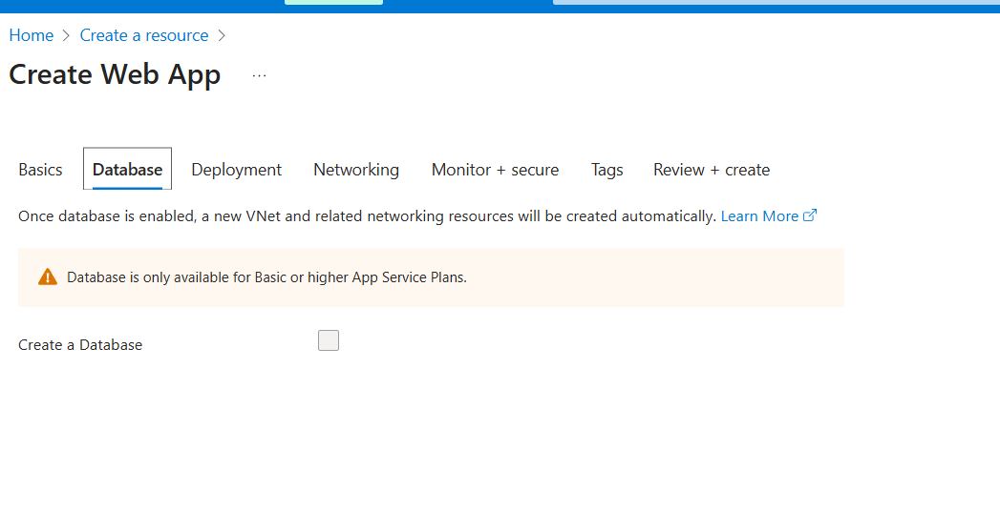 Home > Create a resource >
Create Web App ...
Basics Database Deployment Networking Monitor + secure Tags Review + create
Once database is enabled, a new VNet and related networking resources will be created automatically. Learn More
Database is only available for Basic or higher App Service Plans.
Create a Database